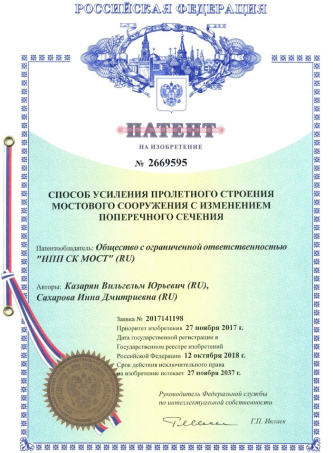 РОССИЙСКАЯ ФЕДЕРАЦИЯ
ПАТЕНТ
НА ИЗОБРЕТЕНИЕ
№ 2669595
СПОСОБ УСИЛЕНИЯ ПРОЛЕТНОГО СТРОЕНИЯ
МОСТОВОГО СООРУЖЕНИЯ С ИЗМЕНЕНИЕМ
ПОПЕРЕЧНОГО СЕЧЕНИЯ
Патентообладатель: Общество с ограниченной ответственностью
"ИПП СК МОСТ" (RU)
Авторы: Казарян Вильгельм Юрьевич (RU),
Сахарова Инна Дмитриевна (RU)
Заявка № 2017141198
Приоритет изобретения 27 ноября 2017 г.
Дата государственной регистрации в
Государственном реестре изобретений
Российской Федерации 12 октября 2018 г.
Срок действия исключительного права
на изобретение истекает 27 ноября 2037 г.
Руководитель Федеральной службы
по интеллектуальной собственности
Г.П. Ивлиев